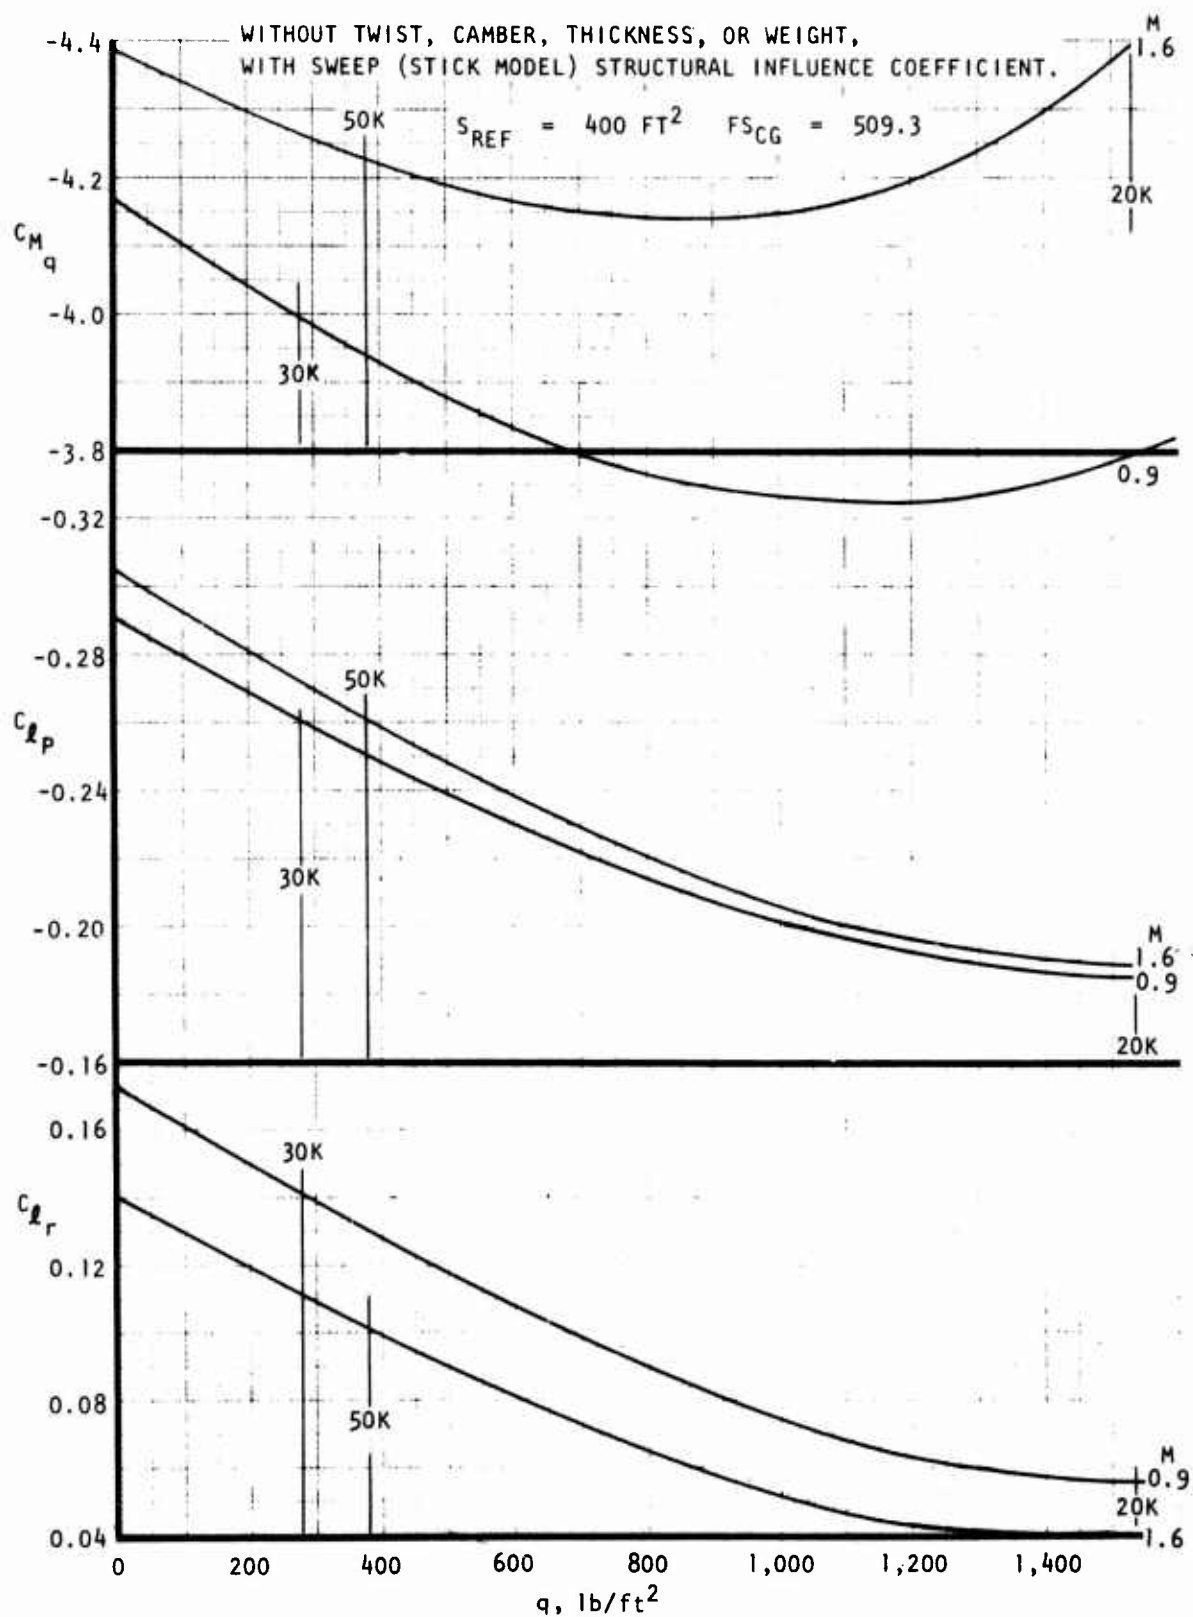 WITHOUT TWIST, CAMBER, THICKNESS, OR WEIGHT,
WITH SWEEP (STICK MODEL) STRUCTURAL INFLUENCE COEFFICIENT.
S_REF = 400 FT² FS_CG = 509.3
M
1.6
-4.4
50K
-4.2
20K
C_M_q
-4.0
30K
-3.8
0.9
-0.32
-0.28
50K
C_ℓ_P
-0.24
30K
-0.20
M
1.6
0.9
20K
-0.16
0.16
30K
C_ℓ_r
0.12
0.08
50K
M
0.9
20K
0.04
1.6
0 200 400 600 800 1,000 1,200 1,400
q, lb/ft²